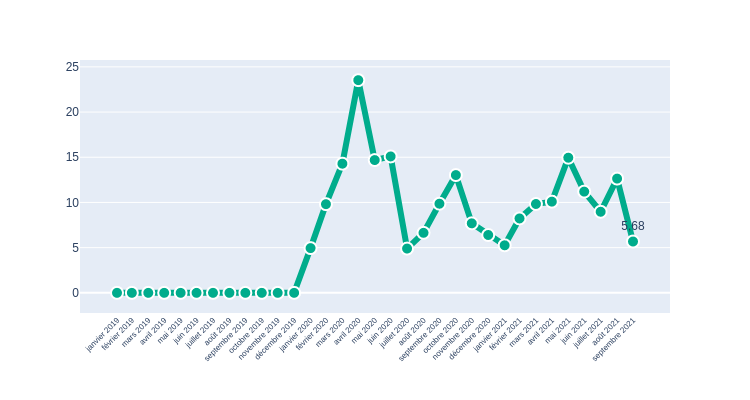 25
20
15
10
5
0
5.68
janvier 2019
février 2019
mars 2019
avril 2019
mai 2019
juin 2019
juillet 2019
août 2019
septembre 2019
octobre 2019
novembre 2019
décembre 2019
janvier 2020
février 2020
mars 2020
avril 2020
mai 2020
juin 2020
juillet 2020
août 2020
septembre 2020
octobre 2020
novembre 2020
décembre 2020
janvier 2021
février 2021
mars 2021
avril 2021
mai 2021
juin 2021
juillet 2021
août 2021
septembre 2021